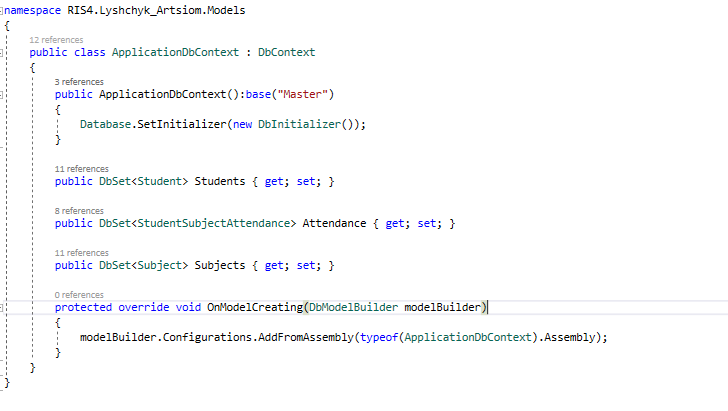 namespace RIS4.Lyshchyk_Artsiom.Models
{
12 references
public class ApplicationDbContext : DbContext
{
3 references
public ApplicationDbContext():base("Master")
{
Database.SetInitializer(new DbInitializer());
}
11 references
public DbSet<Student> Students { get; set; }
8 references
public DbSet<StudentSubjectAttendance> Attendance { get; set; }
11 references
public DbSet<Subject> Subjects { get; set; }
0 references
protected override void OnModelCreating(DbModelBuilder modelBuilder)
{
modelBuilder.Configurations.AddFromAssembly(typeof(ApplicationDbContext).Assembly);
}
}
}